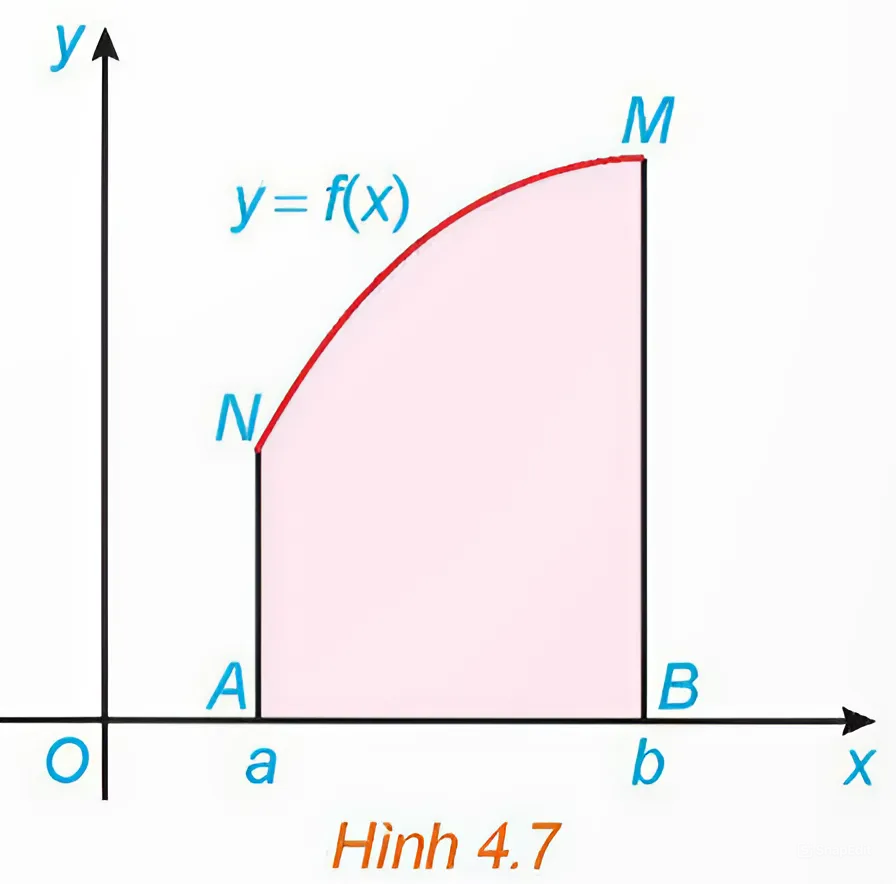 y
M
y = f(x)
N
A B
O a b x
Hình 4.7